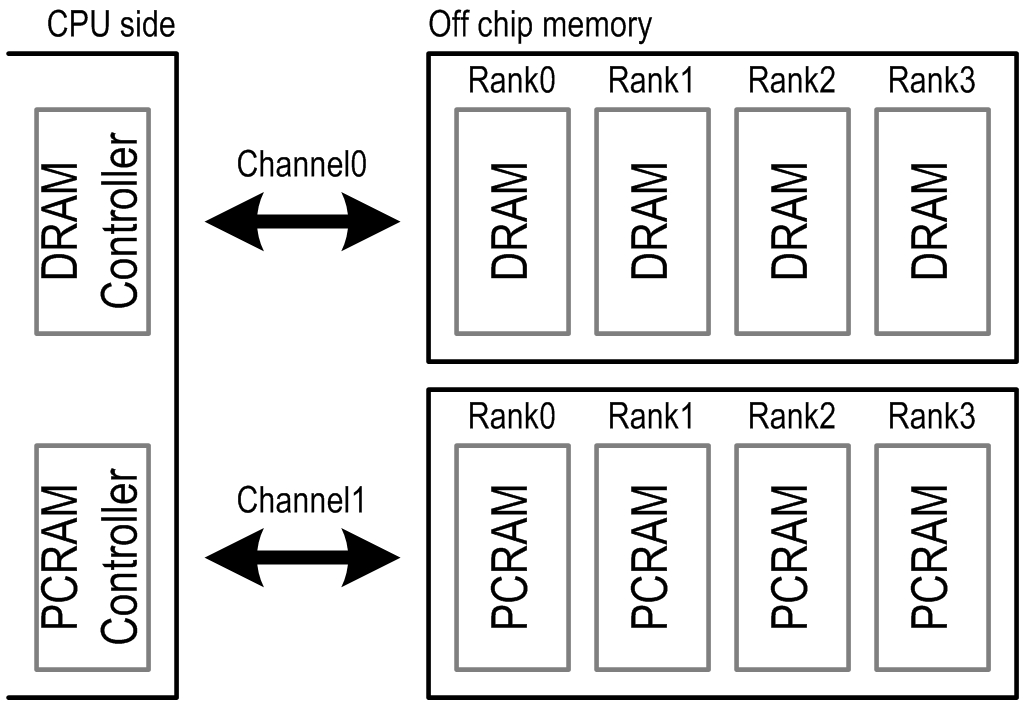 CPU side
Off chip memory
Rank0 Rank1 Rank2 Rank3
DRAM
Controller
Channel0
DRAM DRAM DRAM DRAM
Rank0 Rank1 Rank2 Rank3
PCRAM
Controller
Channel1
PCRAM PCRAM PCRAM PCRAM